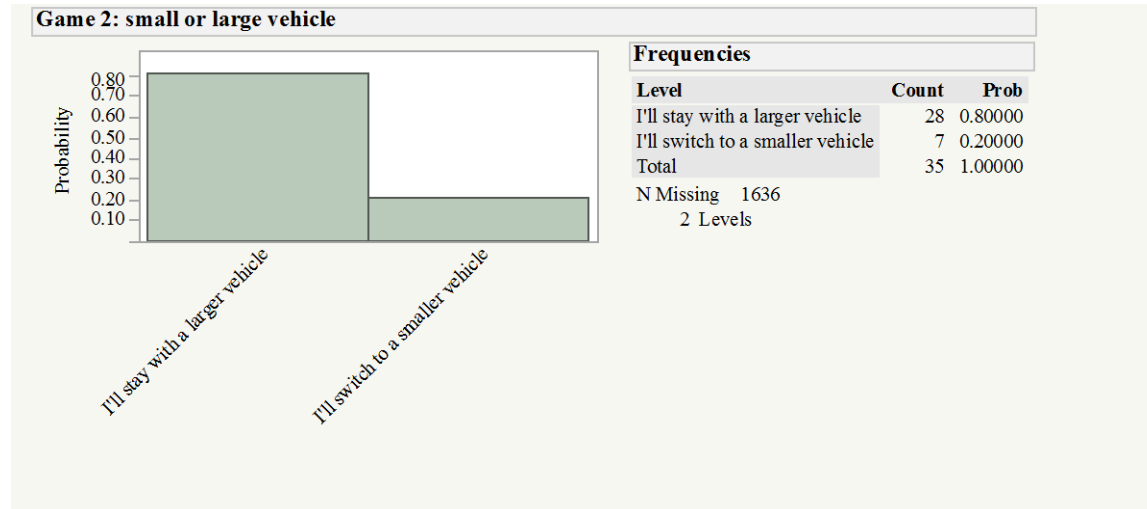 Game 2: small or large vehicle
0.80
0.70
0.60
0.50
0.40
0.30
0.20
0.10
Probability
I'll stay with a larger vehicle
I'll switch to a smaller vehicle
Frequencies
Level Count Prob
I'll stay with a larger vehicle 28 0.80000
I'll switch to a smaller vehicle 7 0.20000
Total 35 1.00000
N Missing 1636
2 Levels